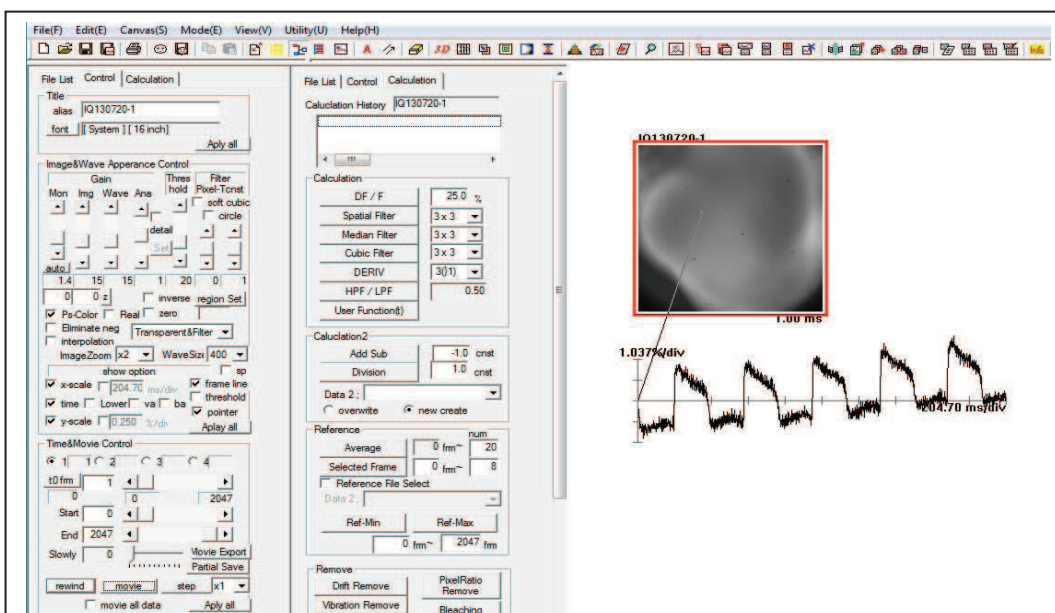 File(F) Edit(E) Canvas(S) Mode(E) View(V) Utility(U) Help(H)
A 3D Info
File List Control Calculation
Title
alias IQ130720-1
font [ System ] [ 16 inch]
Aply all
Image&Wave Apperance Control
Gain Thres hold Filter
Mon Img Wave Ana Pixel-Tcnst
soft cubic
circle
detail
Set
auto
1.4 15 15 1 20 0 1
0 0 z inverse region Set
Ps-Color Real zero
Eliminate neg Transparent&Filter
interpolation
ImageZoom x2 WaveSize 400
show option sp
x-scale 204.70 ms/div frame line
threshold
time Lower va ba
pointer
y-scale 0.250 %/div Aplay all
Time&Movie Control
1 1 2 3 4
t0 frm 1
0 0 2047
Start 0
End 2047
Slowly 0 Movie Export
Partial Save
rewind movie step x1
movie all data Aply all
File List Control Calculation
Caluclation History IQ130720-1
Calculation
DF / F 25.0 %
Spatial Filter 3 x 3
Median Filter 3 x 3
Cubic Filter 3 x 3
DERIV 3()1)
HPF / LPF 0.50
User Function(t)
Caluclation2
Add Sub -1.0 cnst
Division 1.0 cnst
Data 2 :
overwrite new create
Reference
num
Average 0 frm~ 20
Selected Frame 0 frm~ 8
Reference File Select
Data 2 :
Ref-Min Ref-Max
0 frm~ 2047 frm
Remove
Drift Remove PixelRatio Remove
Vibration Remove Bleaching
IQ130720-1
1.00 ms
1.037%/div
204.70 ms/div